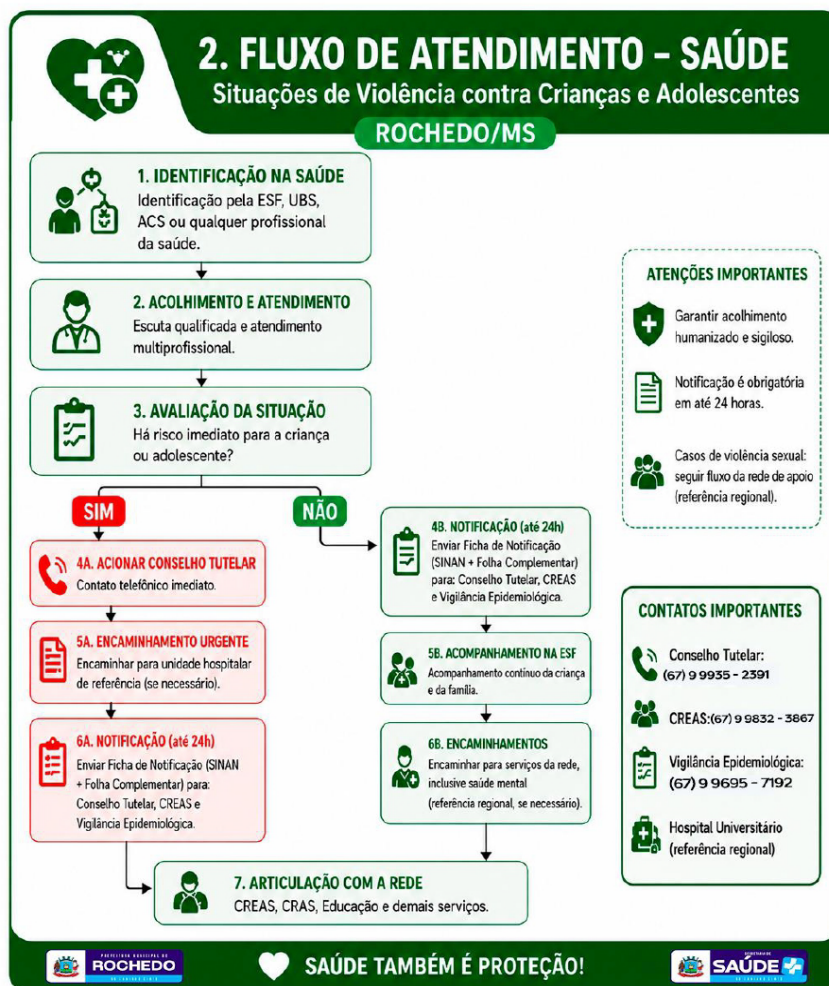 2. FLUXO DE ATENDIMENTO – SAÚDE
Situações de Violência contra Crianças e Adolescentes
ROCHEDO/MS
1. IDENTIFICAÇÃO NA SAÚDE
Identificação pela ESF, UBS,
ACS ou qualquer profissional
da saúde.
2. ACOLHIMENTO E ATENDIMENTO
Escuta qualificada e atendimento
multiprofissional.
3. AVALIAÇÃO DA SITUAÇÃO
Há risco imediato para a criança
ou adolescente?
SIM
NÃO
4A. ACIONAR CONSELHO TUTELAR
Contato telefônico imediato.
5A. ENCAMINHAMENTO URGENTE
Encaminhar para unidade hospitalar
de referência (se necessário).
6A. NOTIFICAÇÃO (até 24h)
Enviar Ficha de Notificação (SINAN
+ Folha Complementar) para:
Conselho Tutelar, CREAS e
Vigilância Epidemiológica.
4B. NOTIFICAÇÃO (até 24h)
Enviar Ficha de Notificação
(SINAN + Folha Complementar)
para: Conselho Tutelar, CREAS
e Vigilância Epidemiológica.
5B. ACOMPANHAMENTO NA ESF
Acompanhamento contínuo da criança
e da família.
6B. ENCAMINHAMENTOS
Encaminhar para serviços da rede,
inclusive saúde mental
(referência regional, se necessário).
7. ARTICULAÇÃO COM A REDE
CREAS, CRAS, Educação e demais serviços.
ATENÇÕES IMPORTANTES
Garantir acolhimento
humanizado e sigiloso.
Notificação é obrigatória
em até 24 horas.
Casos de violência sexual:
seguir fluxo da rede de apoio
(referência regional).
CONTATOS IMPORTANTES
Conselho Tutelar:
(67) 9 9935 - 2391
CREAS:(67) 9 9832 - 3867
Vigilância Epidemiológica:
(67) 9 9695 - 7192
Hospital Universitário
(referência regional)
PREFEITURA MUNICIPAL DE
ROCHEDO
SAÚDE TAMBÉM É PROTEÇÃO!
SECRETARIA DE
SAÚDE